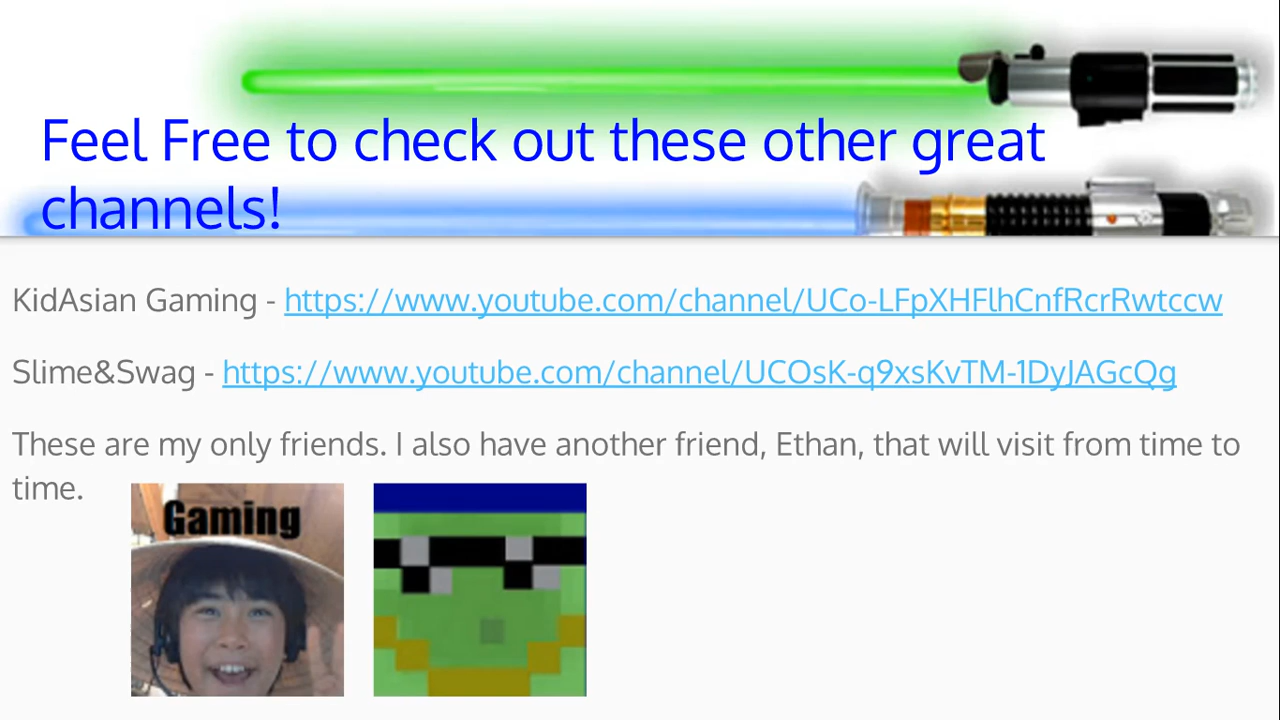 Feel Free to check out these other great
channels!
KidAsian Gaming - https://www.youtube.com/channel/UCo-LFpXHFlhCnfRcrRwtccw
Slime&Swag - https://www.youtube.com/channel/UCOsK-q9xsKvTM-1DyJAGcQg
These are my only friends. I also have another friend, Ethan, that will visit from time to
time.
Gaming